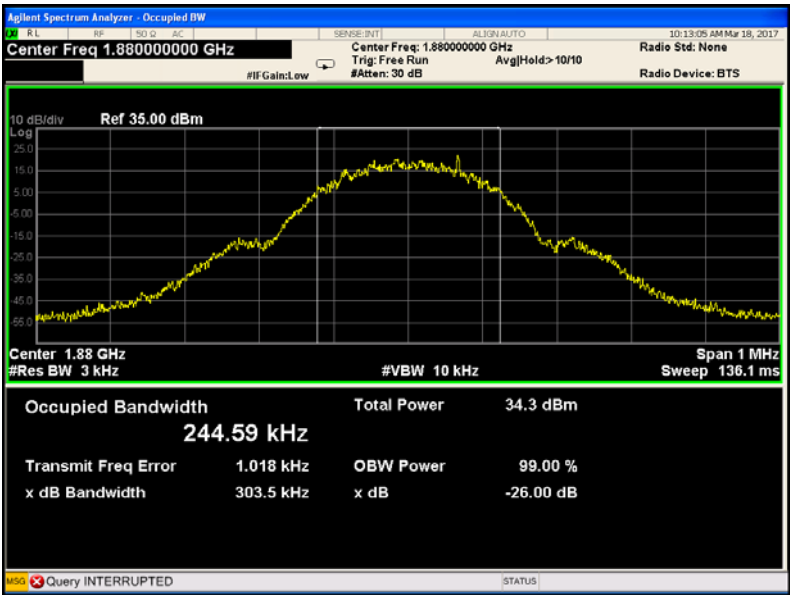 Agilent Spectrum Analyzer - Occupied BW
RL RF 50 Ω AC SENSE:INT ALIGN AUTO 10:13:05 AM Mar 18, 2017
Center Freq 1.880000000 GHz Center Freq: 1.880000000 GHz Radio Std: None
Trig: Free Run Avg|Hold:> 10/10
#IFGain:Low #Atten: 30 dB Radio Device: BTS
10 dB/div Ref 35.00 dBm
Log
25.0
15.0
5.00
-5.00
-15.0
-25.0
-35.0
-45.0
-55.0
Center 1.88 GHz Span 1 MHz
#Res BW 3 kHz #VBW 10 kHz Sweep 136.1 ms
Occupied Bandwidth Total Power 34.3 dBm
244.59 kHz
Transmit Freq Error 1.018 kHz OBW Power 99.00 %
x dB Bandwidth 303.5 kHz x dB -26.00 dB
MSG Query INTERRUPTED STATUS